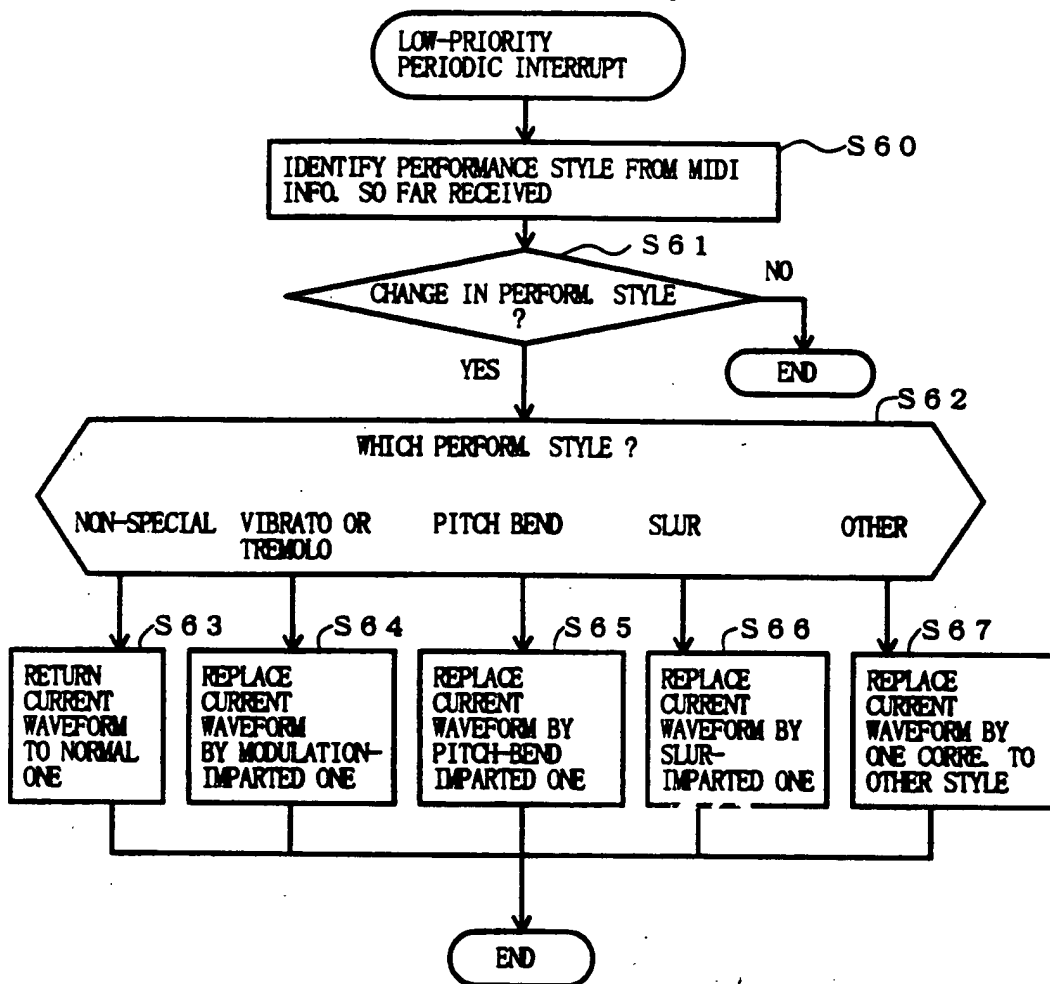 LOW-PRIORITY
PERIODIC INTERRUPT
S60
IDENTIFY PERFORMANCE STYLE FROM MIDI
INFO. SO FAR RECEIVED
S61
CHANGE IN PERFORM. STYLE
?
NO
YES
END
S62
WHICH PERFORM. STYLE ?
NON-SPECIAL
VIBRATO OR
TREMOLO
PITCH BEND
SLUR
OTHER
S63
RETURN
CURRENT
WAVEFORM
TO NORMAL
ONE
S64
REPLACE
CURRENT
WAVEFORM
BY MODULATION-
IMPARTED ONE
S65
REPLACE
CURRENT
WAVEFORM BY
PITCH-BEND
IMPARTED ONE
S66
REPLACE
CURRENT
WAVEFORM BY
SLUR-
IMPARTED ONE
S67
REPLACE
CURRENT
WAVEFORM BY
ONE CORRE. TO
OTHER STYLE
END